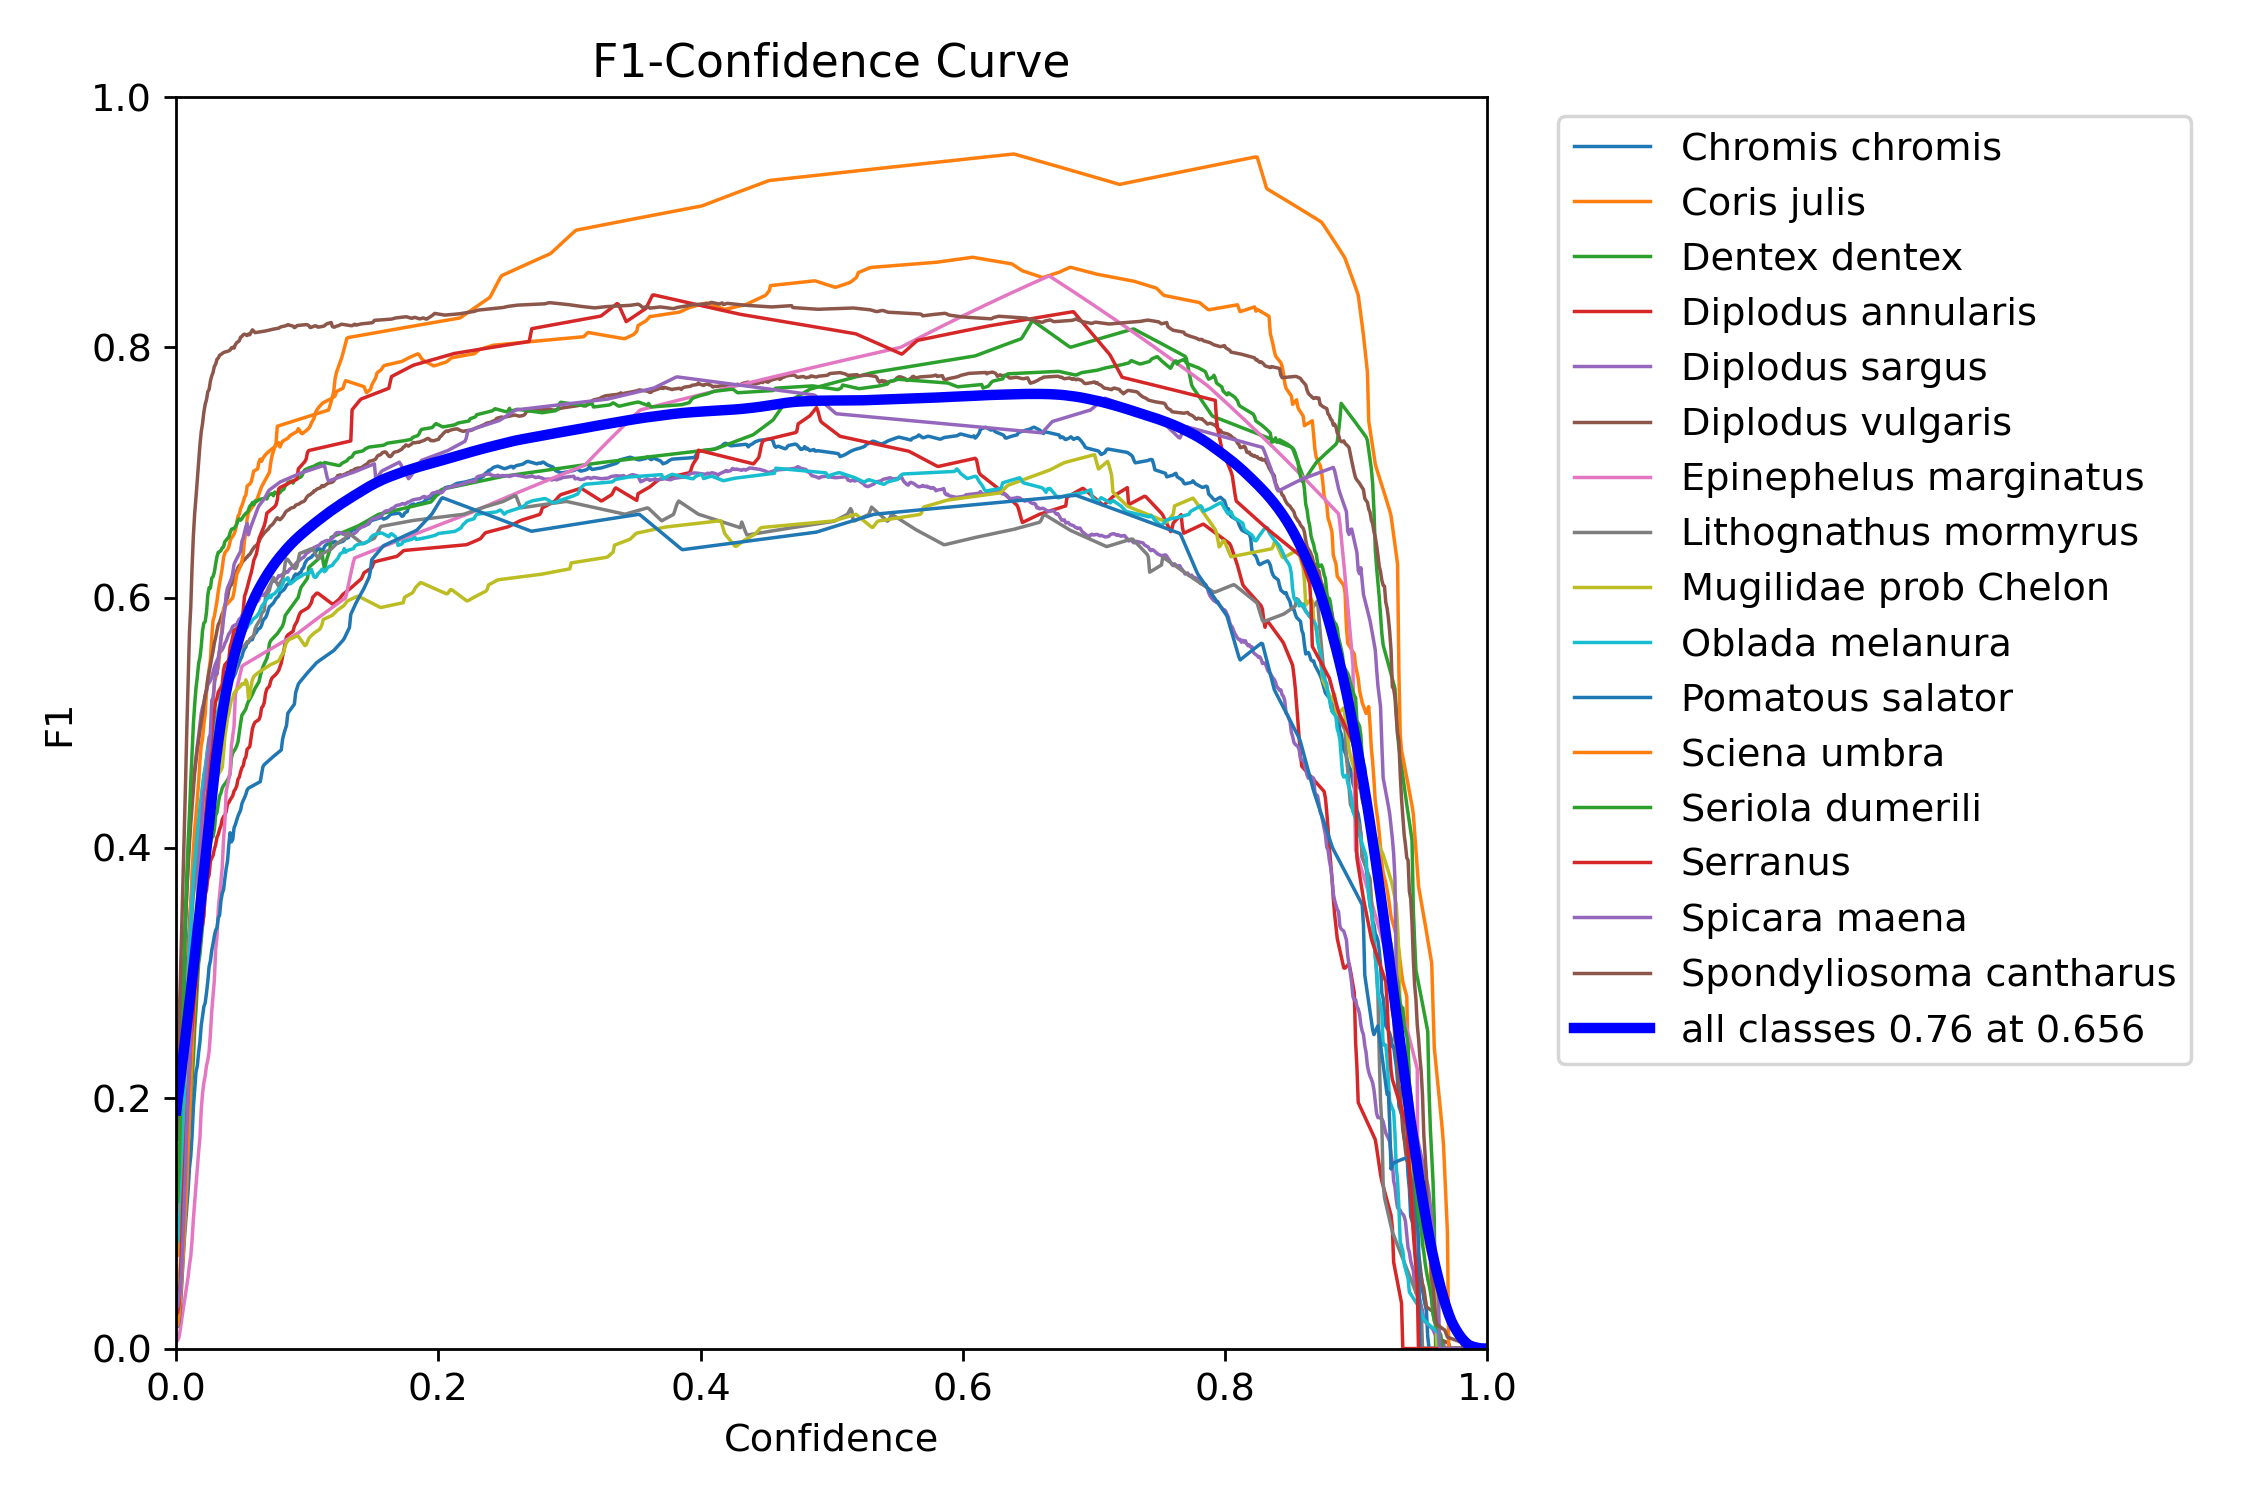 F1-Confidence Curve
1.0
0.8
0.6
0.4
0.2
0.0
F1
0.0 0.2 0.4 0.6 0.8 1.0
Confidence
Chromis chromis
Coris julis
Dentex dentex
Diplodus annularis
Diplodus sargus
Diplodus vulgaris
Epinephelus marginatus
Lithognathus mormyrus
Mugilidae prob Chelon
Oblada melanura
Pomatous salator
Sciena umbra
Seriola dumerili
Serranus
Spicara maena
Spondyliosoma cantharus
all classes 0.76 at 0.656